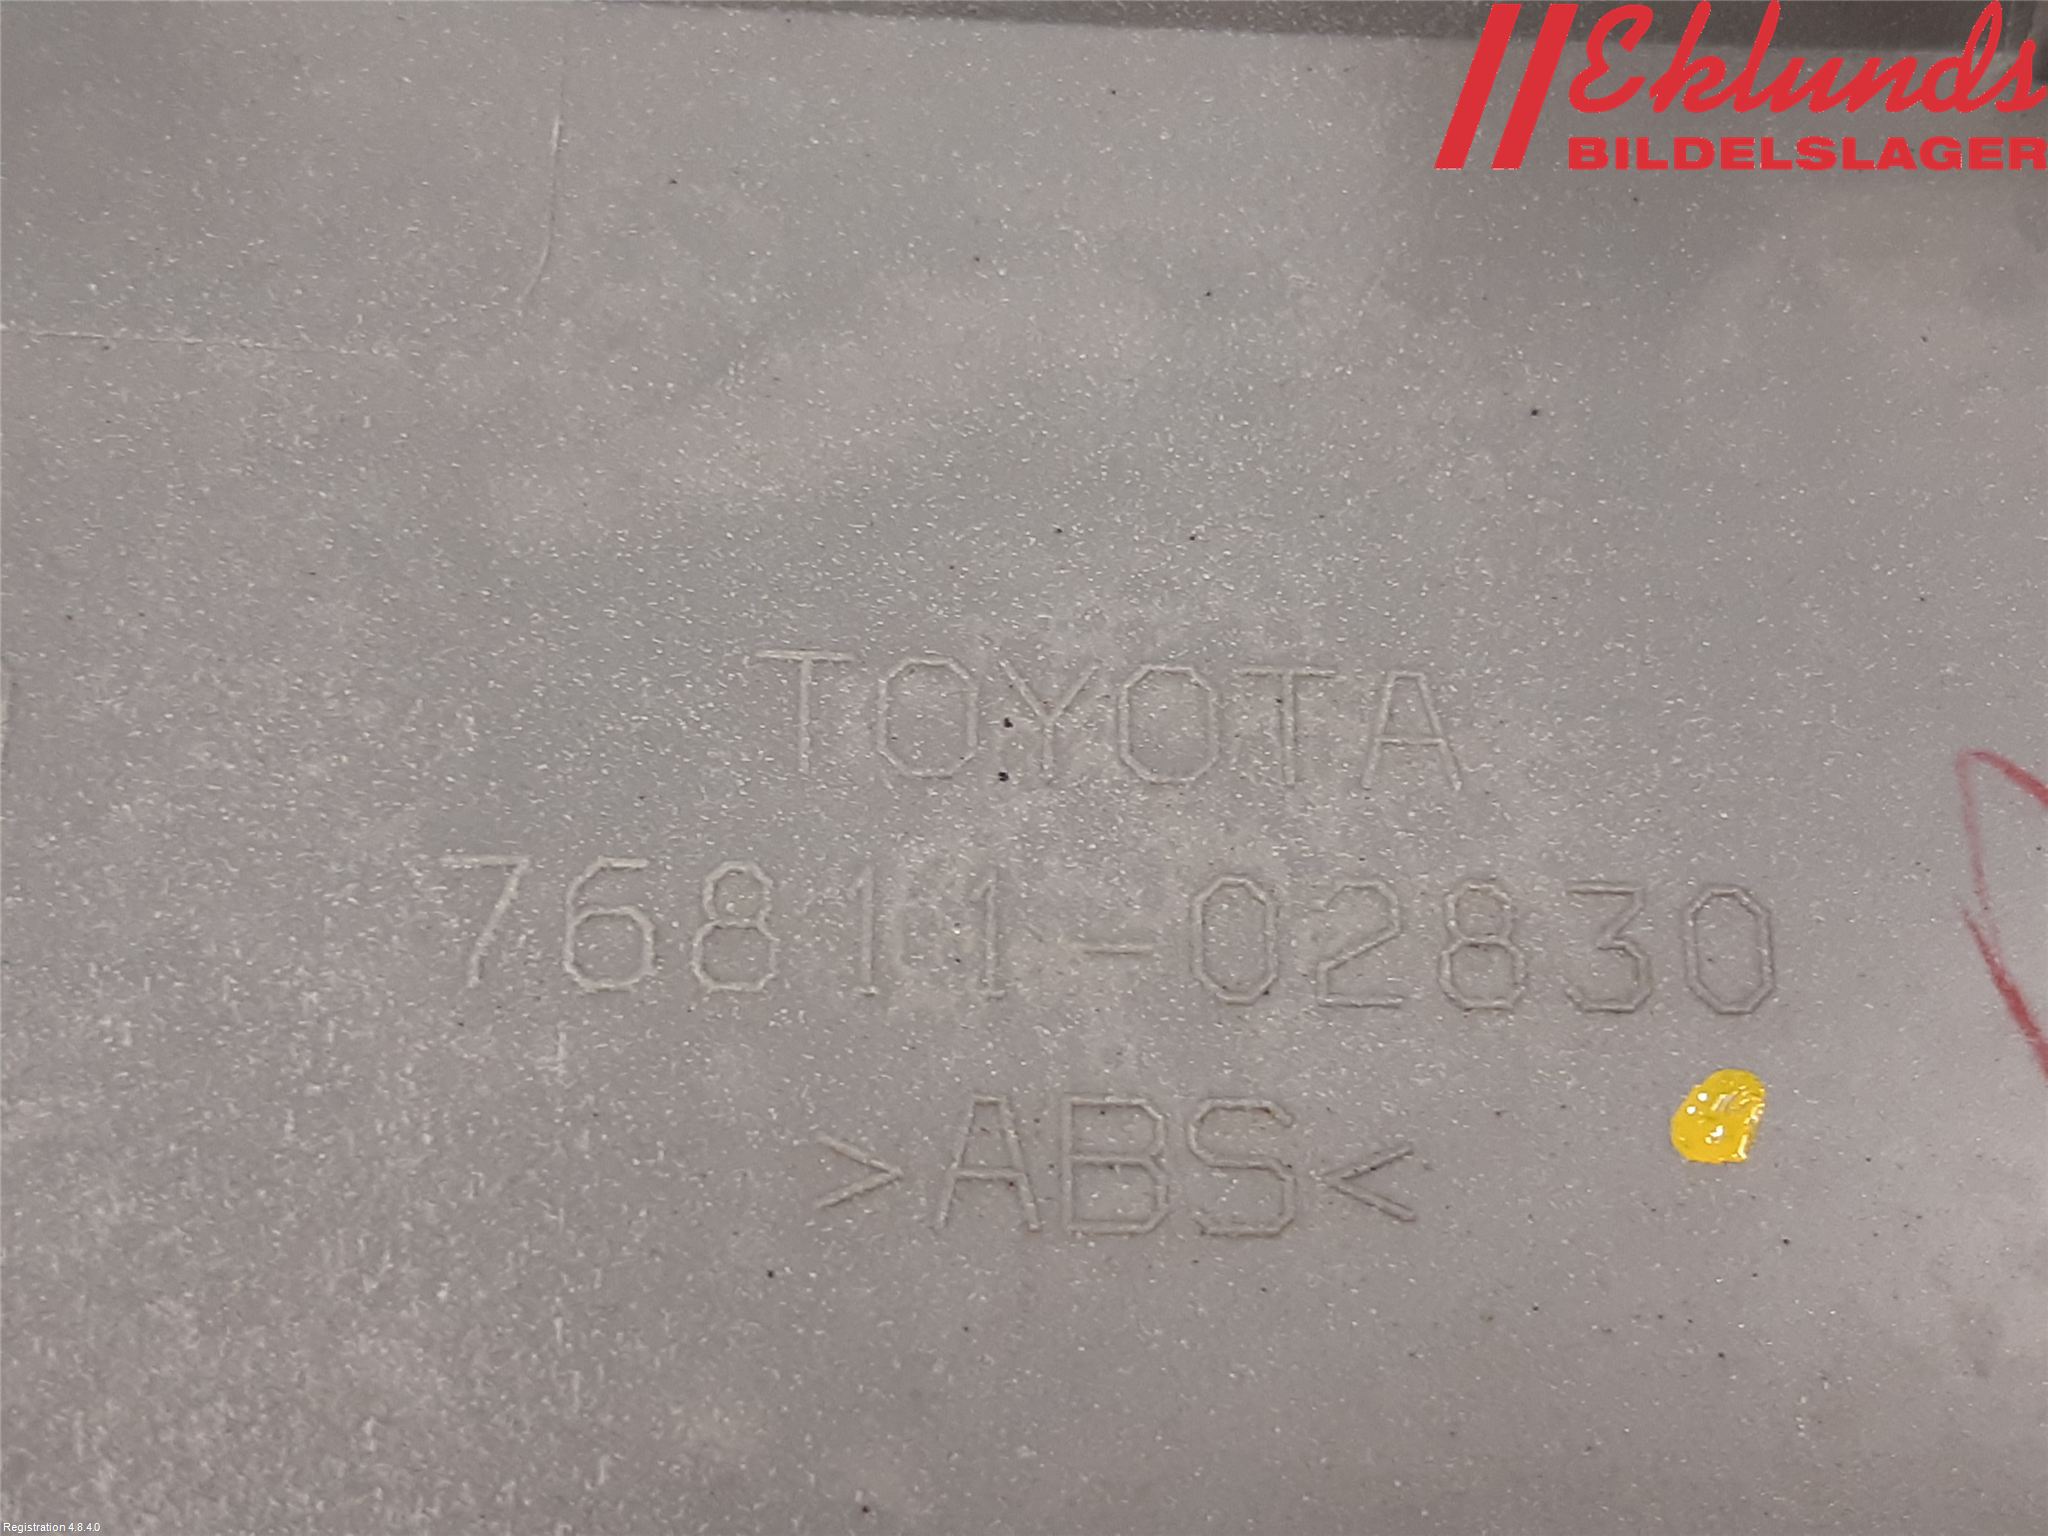 Eklunds
BILDELSLAGER
TOYOTA
76811-02830
>ABS<
Registration 4.8.4.0